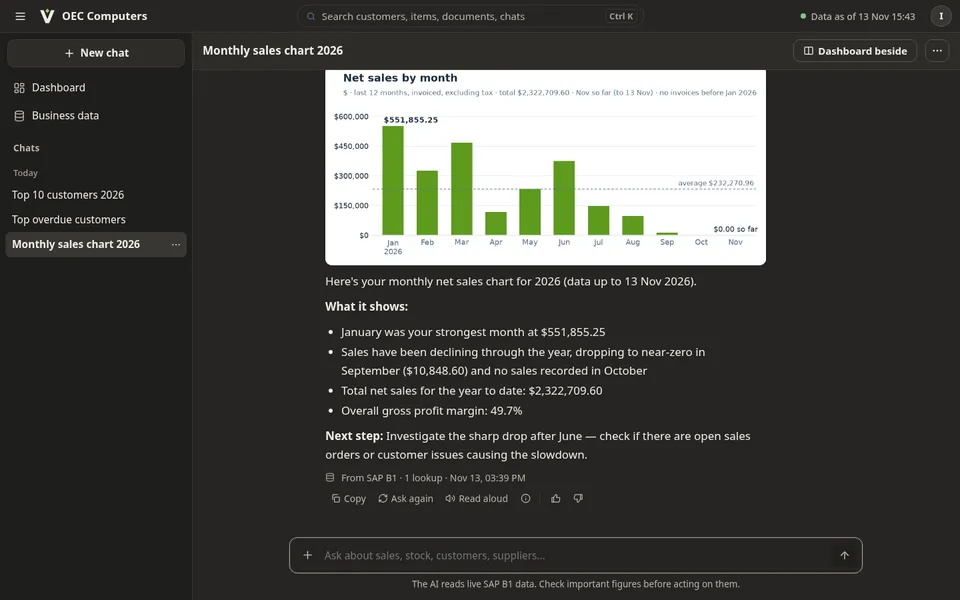 OEC Computers
Search customers, items, documents, chats
Ctrl K
Data as of 13 Nov 15:43
I
New chat
Dashboard
Business data
Chats
Today
Top 10 customers 2026
Top overdue customers
Monthly sales chart 2026
Monthly sales chart 2026
Dashboard beside
Net sales by month
$ · last 12 months, invoiced, excluding tax · total $2,322,709.60 · Nov so far (to 13 Nov) · no invoices before Jan 2026
$600,000
$450,000
$300,000
$150,000
$0
$551,855.25
average $232,270.96
$0.00 so far
Jan Feb Mar Apr May Jun Jul Aug Sep Oct Nov
2026
Here's your monthly net sales chart for 2026 (data up to 13 Nov 2026).
What it shows:
• January was your strongest month at $551,855.25
• Sales have been declining through the year, dropping to near-zero in
September ($10,848.60) and no sales recorded in October
• Total net sales for the year to date: $2,322,709.60
• Overall gross profit margin: 49.7%
Next step: Investigate the sharp drop after June — check if there are open sales
orders or customer issues causing the slowdown.
From SAP B1 · 1 lookup · Nov 13, 03:39 PM
Copy
Ask again
Read aloud
Ask about sales, stock, customers, suppliers...
The AI reads live SAP B1 data. Check important figures before acting on them.